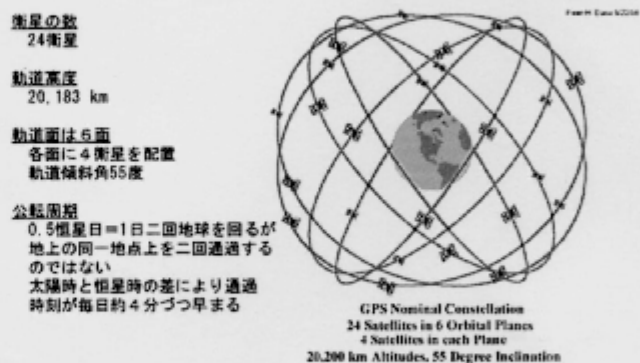 衛星の数
24衛星
軌道高度
20,183 km
軌道面は6面
各面に4衛星を配置
軌道傾斜角55度
公転周期
0.5恒星日=1日二回地球を回るが
地上の同一地点上を二回通過する
のではない
太陽時と恒星時の差により通過
時刻が毎日約4分づつ早まる
GPS Nominal Constellation
24 Satellites in 6 Orbital Planes
4 Satellites in each Plane
20,200 km Altitudes, 55 Degree Inclination